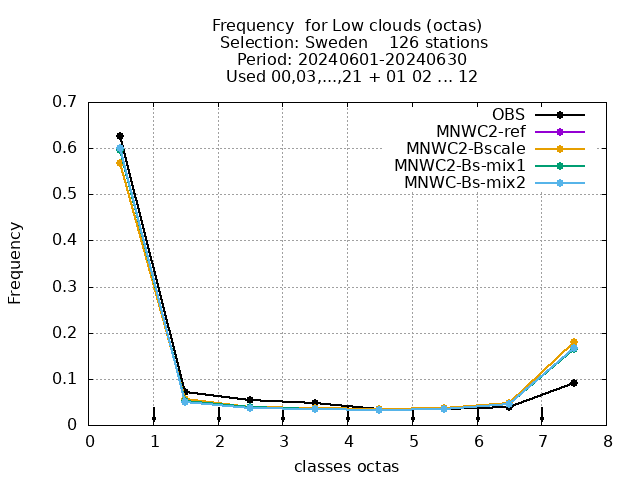 Frequency  for Low clouds (octas)
Selection: Sweden    126 stations
Period: 20240601-20240630
Used 00,03,...,21 + 01 02 ... 12
OBS
MNWC2-ref
MNWC2-Bscale
MNWC2-Bs-mix1
MNWC-Bs-mix2
Frequency
0.7
0.6
0.5
0.4
0.3
0.2
0.1
0
0 1 2 3 4 5 6 7 8
classes octas